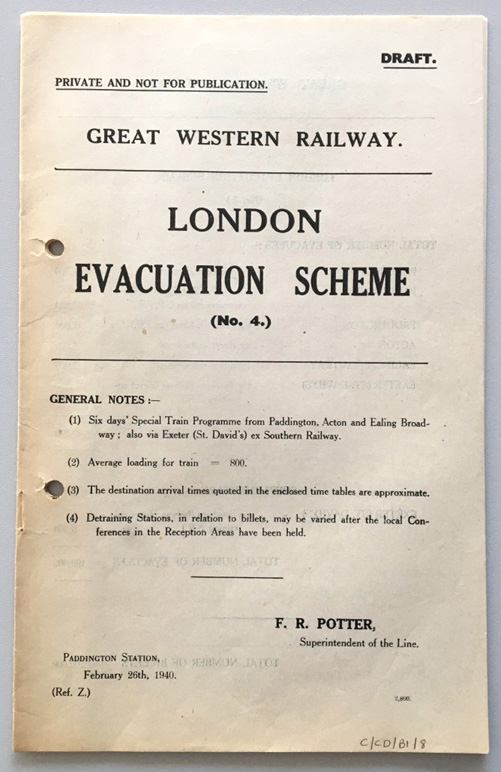 DRAFT.
PRIVATE AND NOT FOR PUBLICATION.
GREAT WESTERN RAILWAY.
LONDON
EVACUATION SCHEME
(No. 4.)
GENERAL NOTES :—
(1) Six days' Special Train Programme from Paddington, Acton and Ealing Broad-
way ; also via Exeter (St. David's) ex Southern Railway.
(2) Average loading for train = 800.
(3) The destination arrival times quoted in the enclosed time tables are approximate.
(4) Detraining Stations, in relation to billets, may be varied after the local Con-
ferences in the Reception Areas have been held.
F. R. POTTER,
Superintendent of the Line.
PADDINGTON STATION,
February 26th, 1940.
(Ref. Z.)
C/CD/B1/8